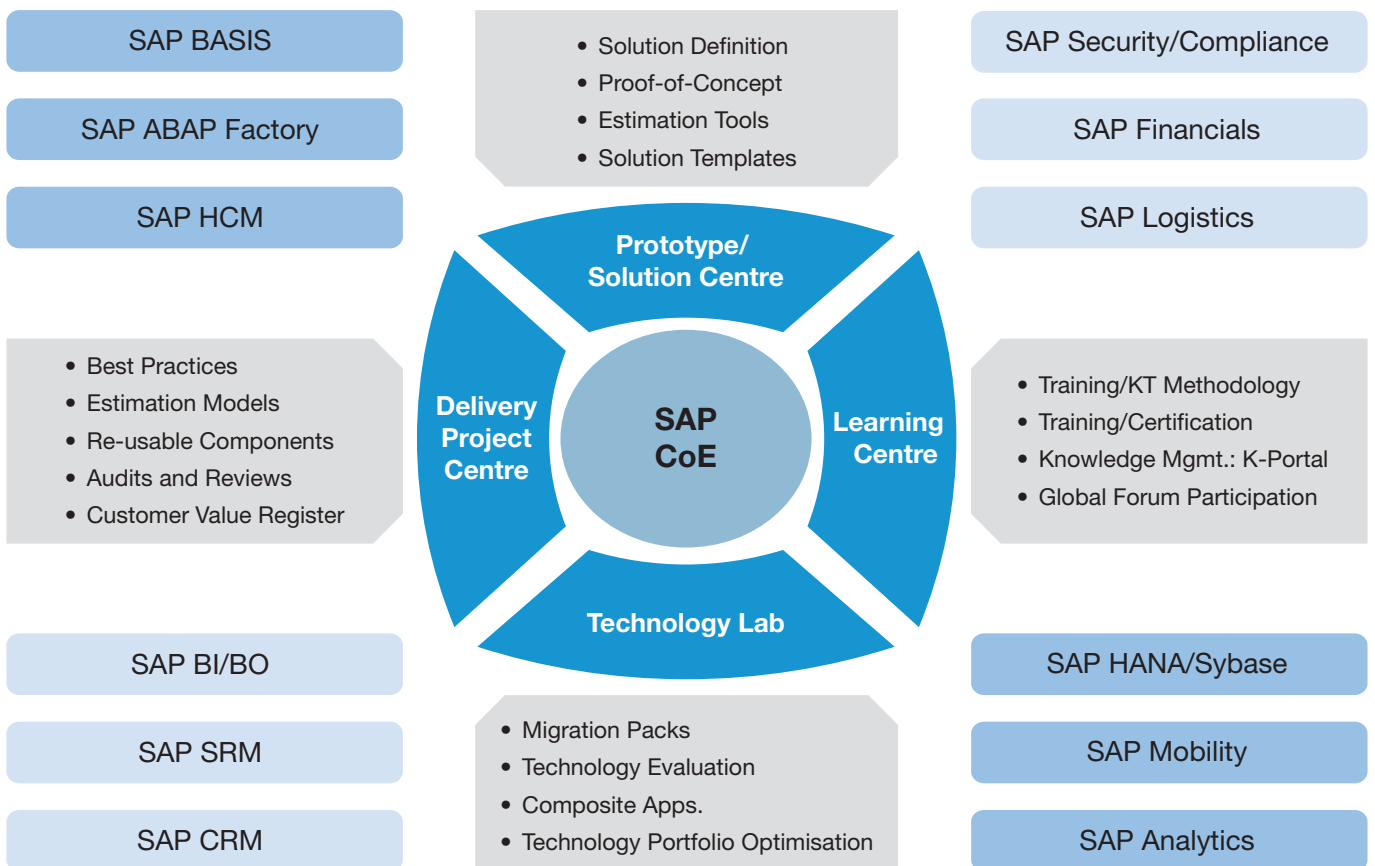 SAP BASIS
SAP ABAP Factory
SAP HCM
• Solution Definition
• Proof-of-Concept
• Estimation Tools
• Solution Templates
SAP Security/Compliance
SAP Financials
SAP Logistics
Prototype/
Solution Centre
• Best Practices
• Estimation Models
• Re-usable Components
• Audits and Reviews
• Customer Value Register
Delivery
Project
Centre
SAP
CoE
Learning
Centre
• Training/KT Methodology
• Training/Certification
• Knowledge Mgmt.: K-Portal
• Global Forum Participation
Technology Lab
SAP BI/BO
SAP SRM
SAP CRM
• Migration Packs
• Technology Evaluation
• Composite Apps.
• Technology Portfolio Optimisation
SAP HANA/Sybase
SAP Mobility
SAP Analytics